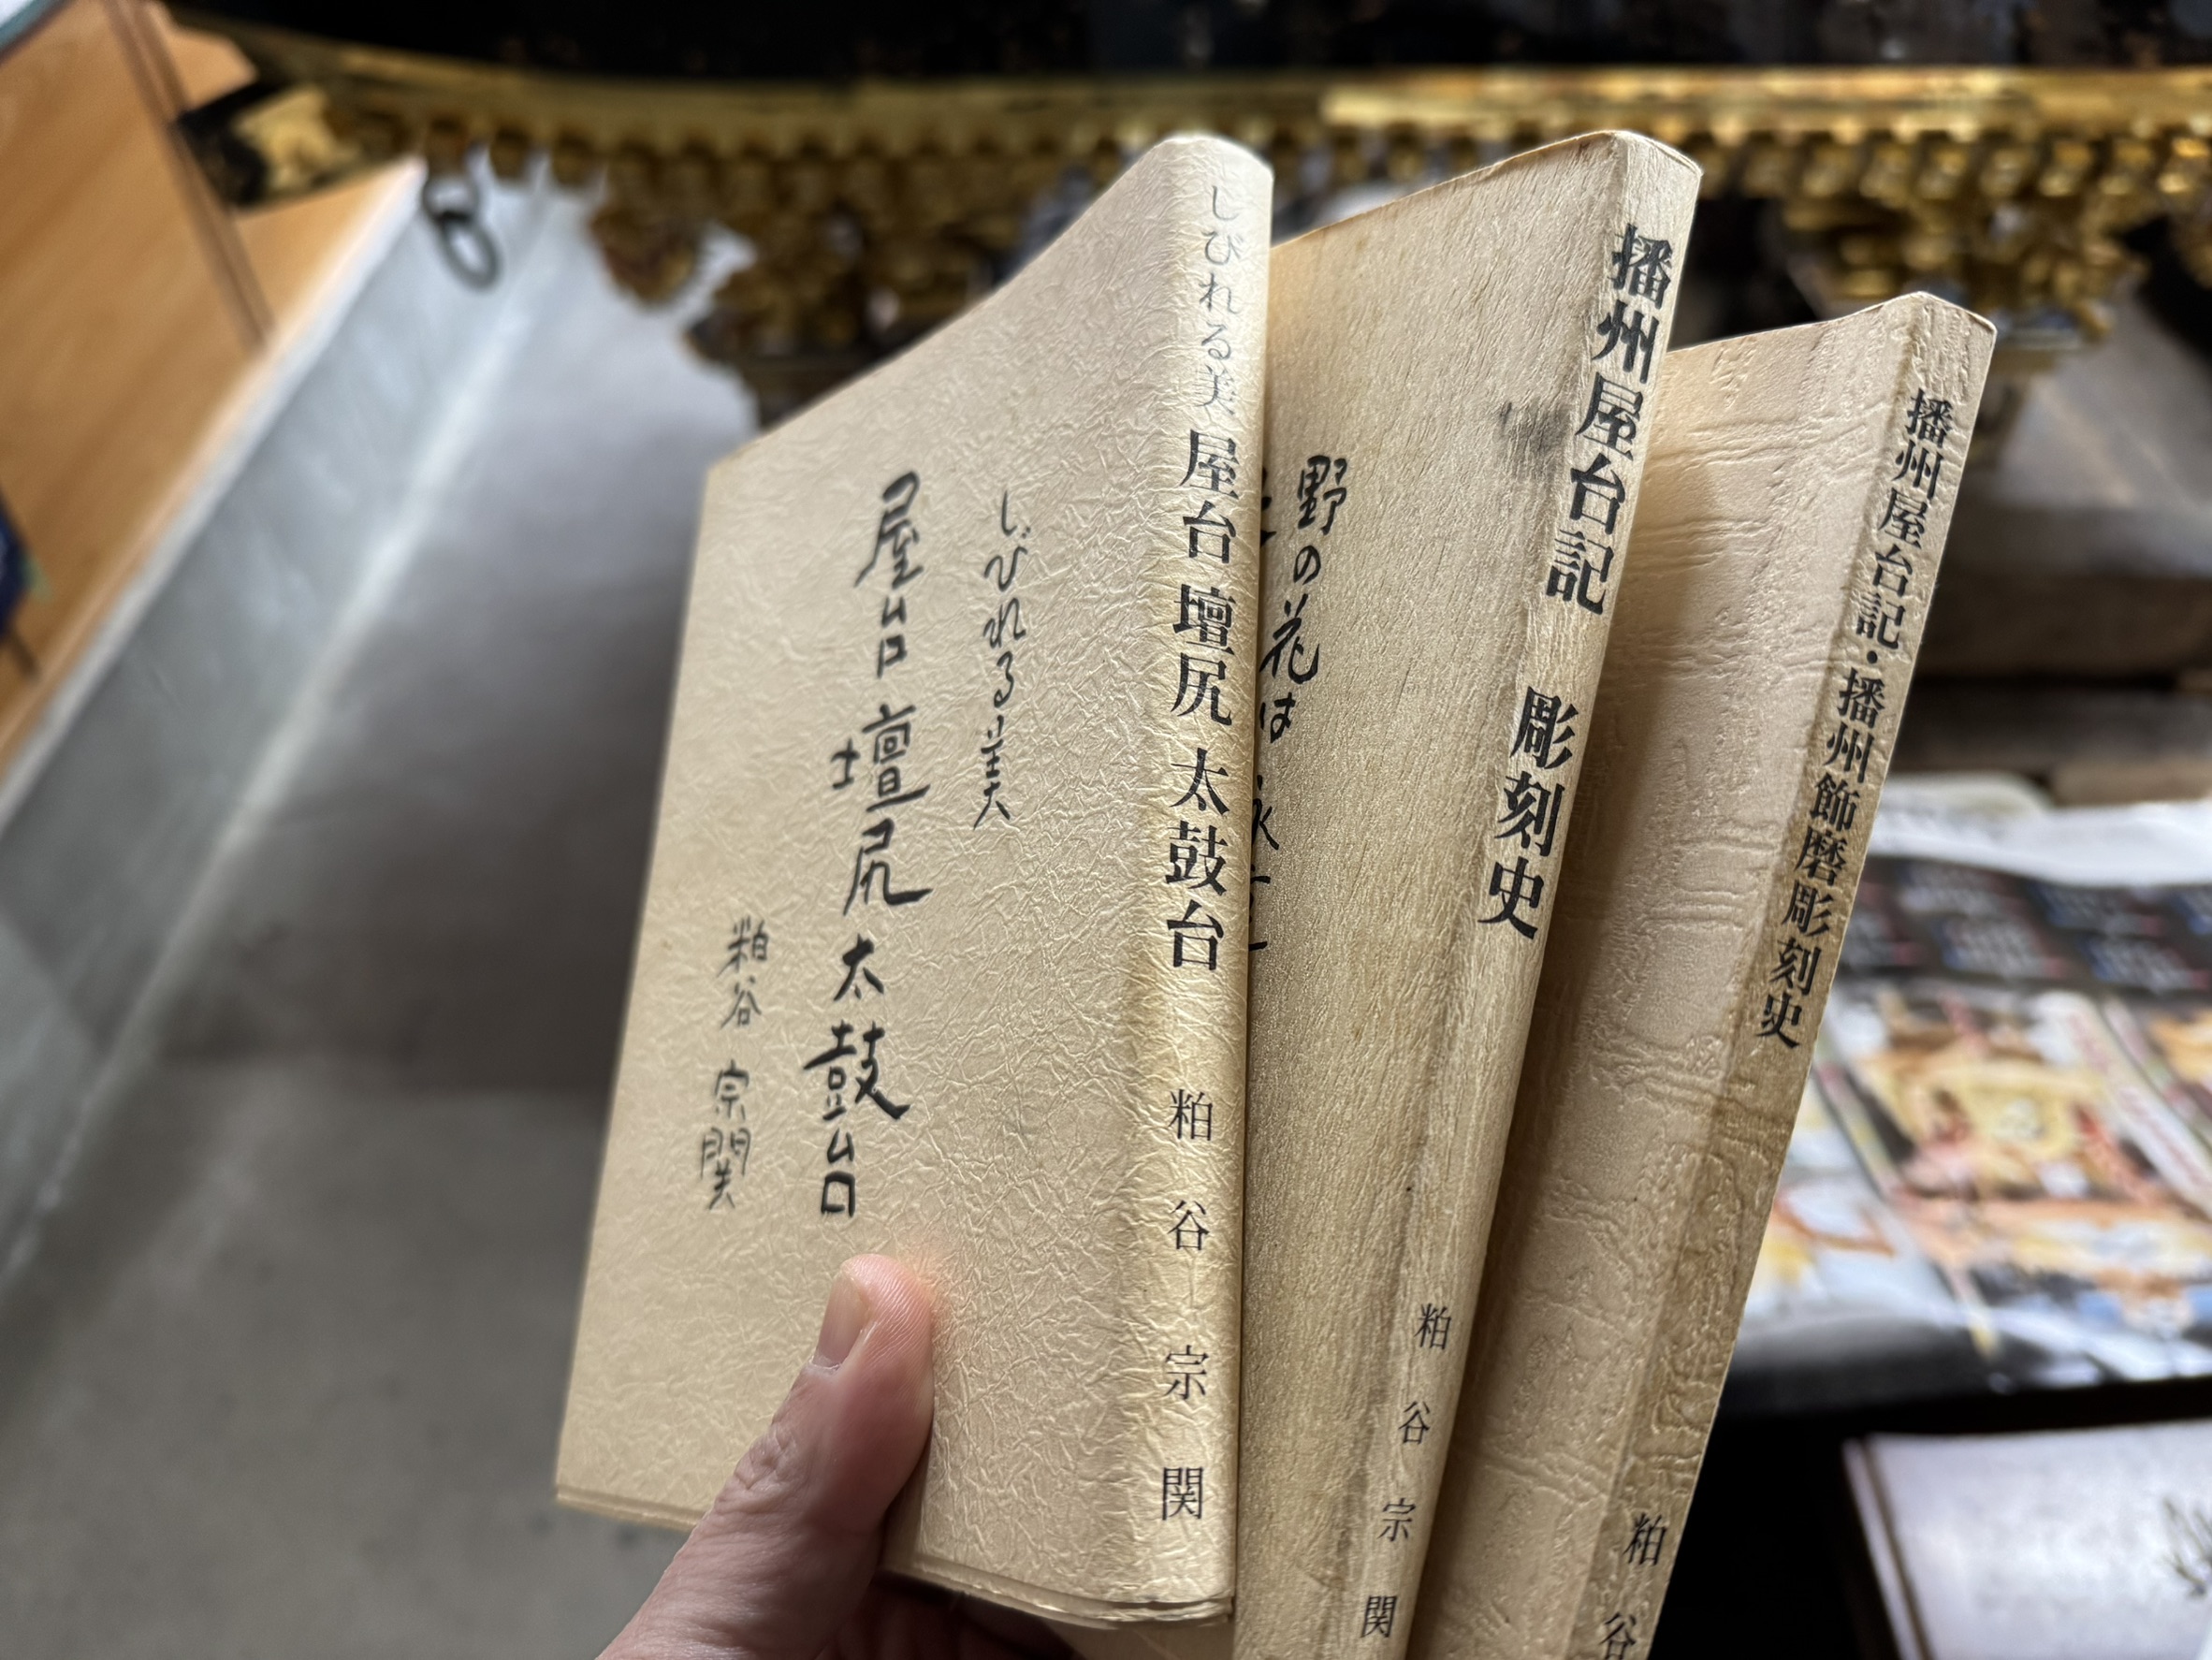 しびれる美
屋台 壇尻 太鼓台
粕谷 宗関
しびれる美 屋台 壇尻 太鼓台 粕谷 宗関
野の花は
播州屋台記 彫刻史 粕谷宗関
播州屋台記・播州飾磨彫刻史 粕谷